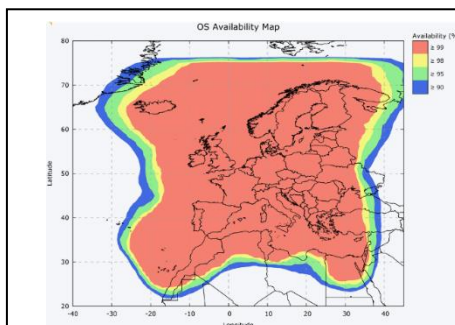 OS Availability Map
Availability (%
≥ 99
≥ 98
≥ 95
≥ 90
80
70
60
50
40
30
20
Latitude
-40 -30 -20 -10 0 10 20 30 40
Longitude